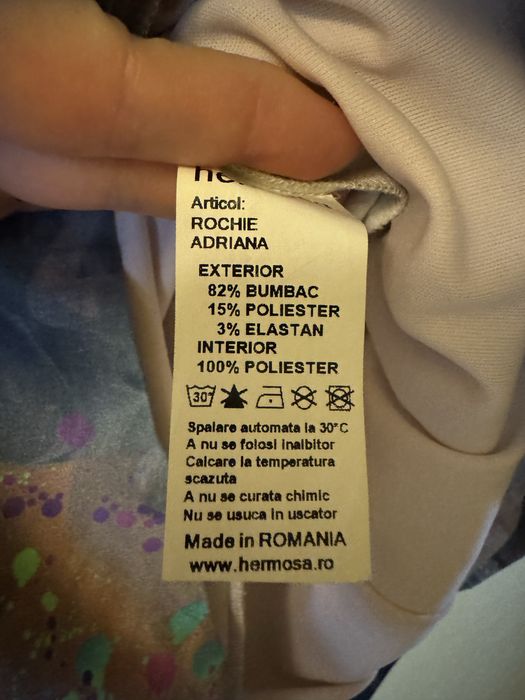 Articol:
ROCHIE
ADRIANA
EXTERIOR
82% BUMBAC
15% POLIESTER
3% ELASTAN
INTERIOR
100% POLIESTER
30°
Spalare automata la 30°C
A nu se folosi inalbitor
Calcare la temperatura
scazuta
A nu se curata chimic
Nu se usuca in uscator
Made in ROMANIA
www.hermosa.ro